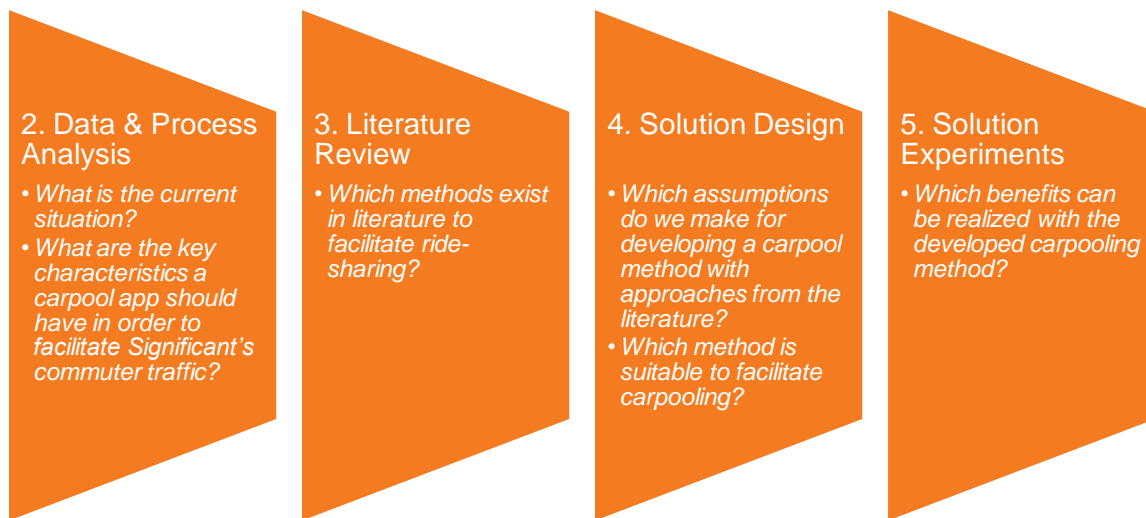 2. Data & Process
Analysis
• What is the current
situation?
• What are the key
characteristics a
carpool app should
have in order to
facilitate Significant’s
commuter traffic?
3. Literature
Review
• Which methods exist
in literature to
facilitate ride-
sharing?
4. Solution Design
• Which assumptions
do we make for
developing a carpool
method with
approaches from the
literature?
• Which method is
suitable to facilitate
carpooling?
5. Solution
Experiments
• Which benefits can
be realized with the
developed carpooling
method?